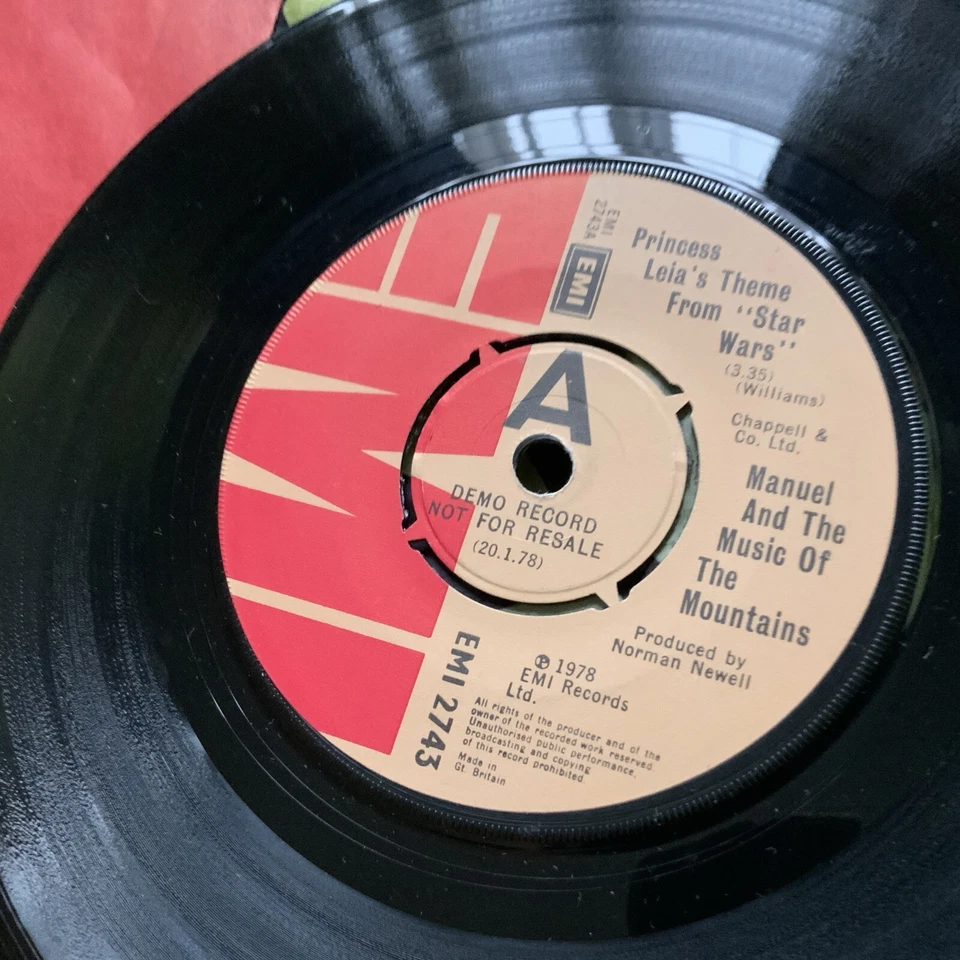 EMI
EMI
2743A
EMI
Princess
Leia's Theme
From "Star
Wars"
(3.35)
(Williams)
Chappell &
Co. Ltd.
A
DEMO RECORD
NOT FOR RESALE
(20.1.78)
Manuel
And The
Music Of
The
Mountains
Produced by
Norman Newell
℗ 1978
EMI Records
Ltd.
EMI 2743
All rights of the producer and of the
owner of the recorded work reserved.
Unauthorised public performance,
broadcasting and copying
of this record prohibited
Made in
Gt. Britain